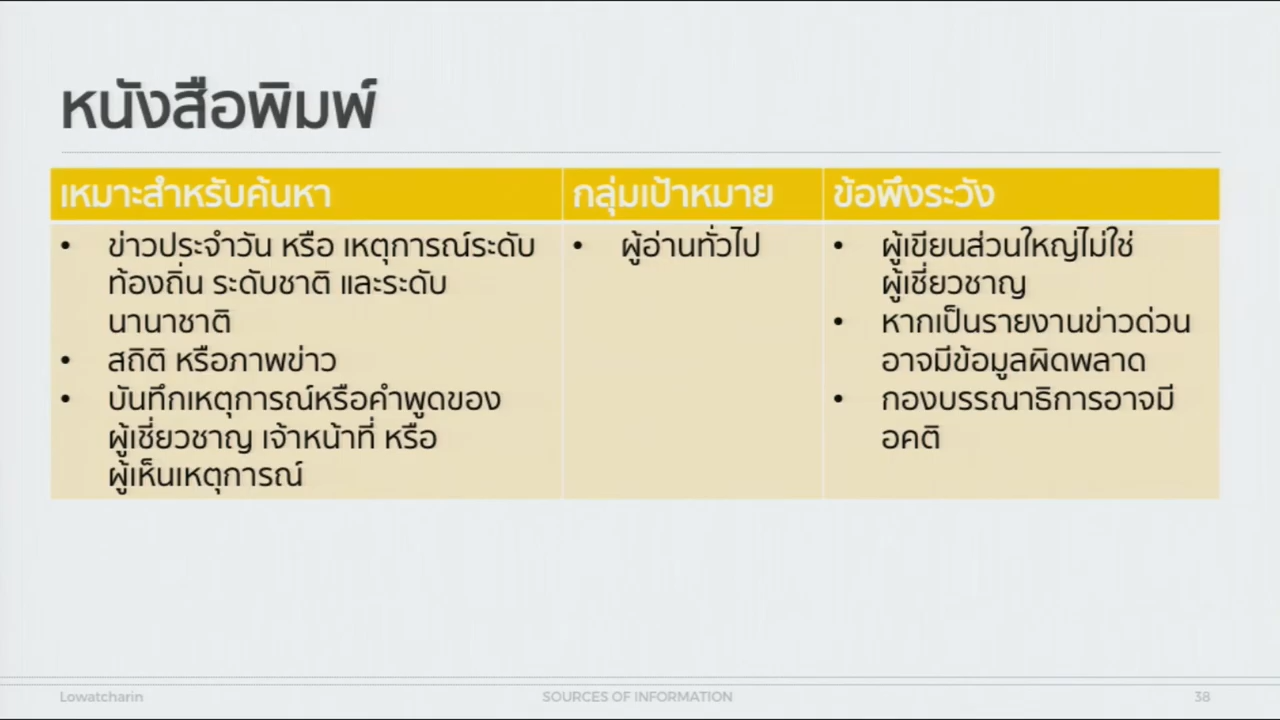 หนังสือพิมพ์
เหมาะสำหรับค้นหา
• ข่าวประจำวัน หรือ เหตุการณ์ระดับ
ท้องถิ่น ระดับชาติ และระดับ
นานาชาติ
• สถิติ หรือภาพข่าว
• บันทึกเหตุการณ์หรือคำพูดของ
ผู้เชี่ยวชาญ เจ้าหน้าที่ หรือ
ผู้เห็นเหตุการณ์
กลุ่มเป้าหมาย
• ผู้อ่านทั่วไป
ข้อพึงระวัง
• ผู้เขียนส่วนใหญ่ไม่ใช่
ผู้เชี่ยวชาญ
• หากเป็นรายงานข่าวด่วน
อาจมีข้อมูลผิดพลาด
• กองบรรณาธิการอาจมี
อคติ
Lowatcharin
SOURCES OF INFORMATION
38